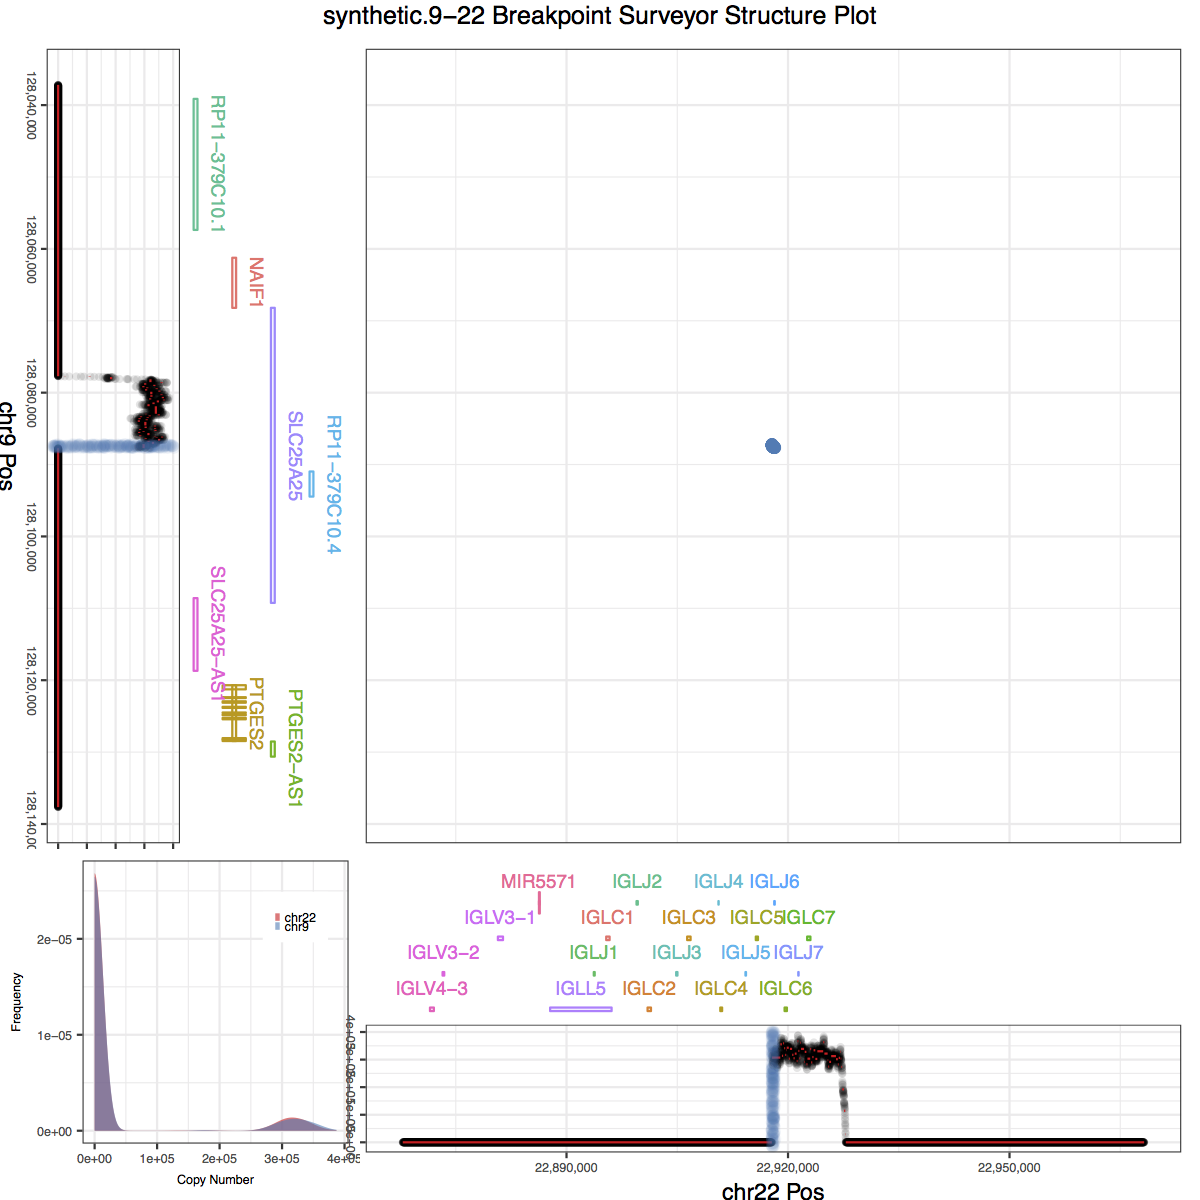 synthetic.9−22 Breakpoint Surveyor Structure Plot
128,040,000
128,060,000
128,080,000
128,100,000
128,120,000
chr9 Pos
RP11−379C10.1
NAIF1
SLC25A25
RP11−379C10.4
SLC25A25−AS1
PTGES2
PTGES2−AS1
MIR5571
IGLJ2
IGLJ4
IGLJ6
IGLV3−1
IGLC1
IGLC3
IGLC5
IGLC7
IGLV3−2
IGLJ1
IGLJ3
IGLJ5
IGLJ7
IGLV4−3
IGLL5
IGLC2
IGLC4
IGLC6
chr22
chr9
2e−05
1e−05
0e+00
Frequency
0e+00
1e+05
2e+05
3e+05
Copy Number
22,890,000
22,920,000
22,950,000
chr22 Pos